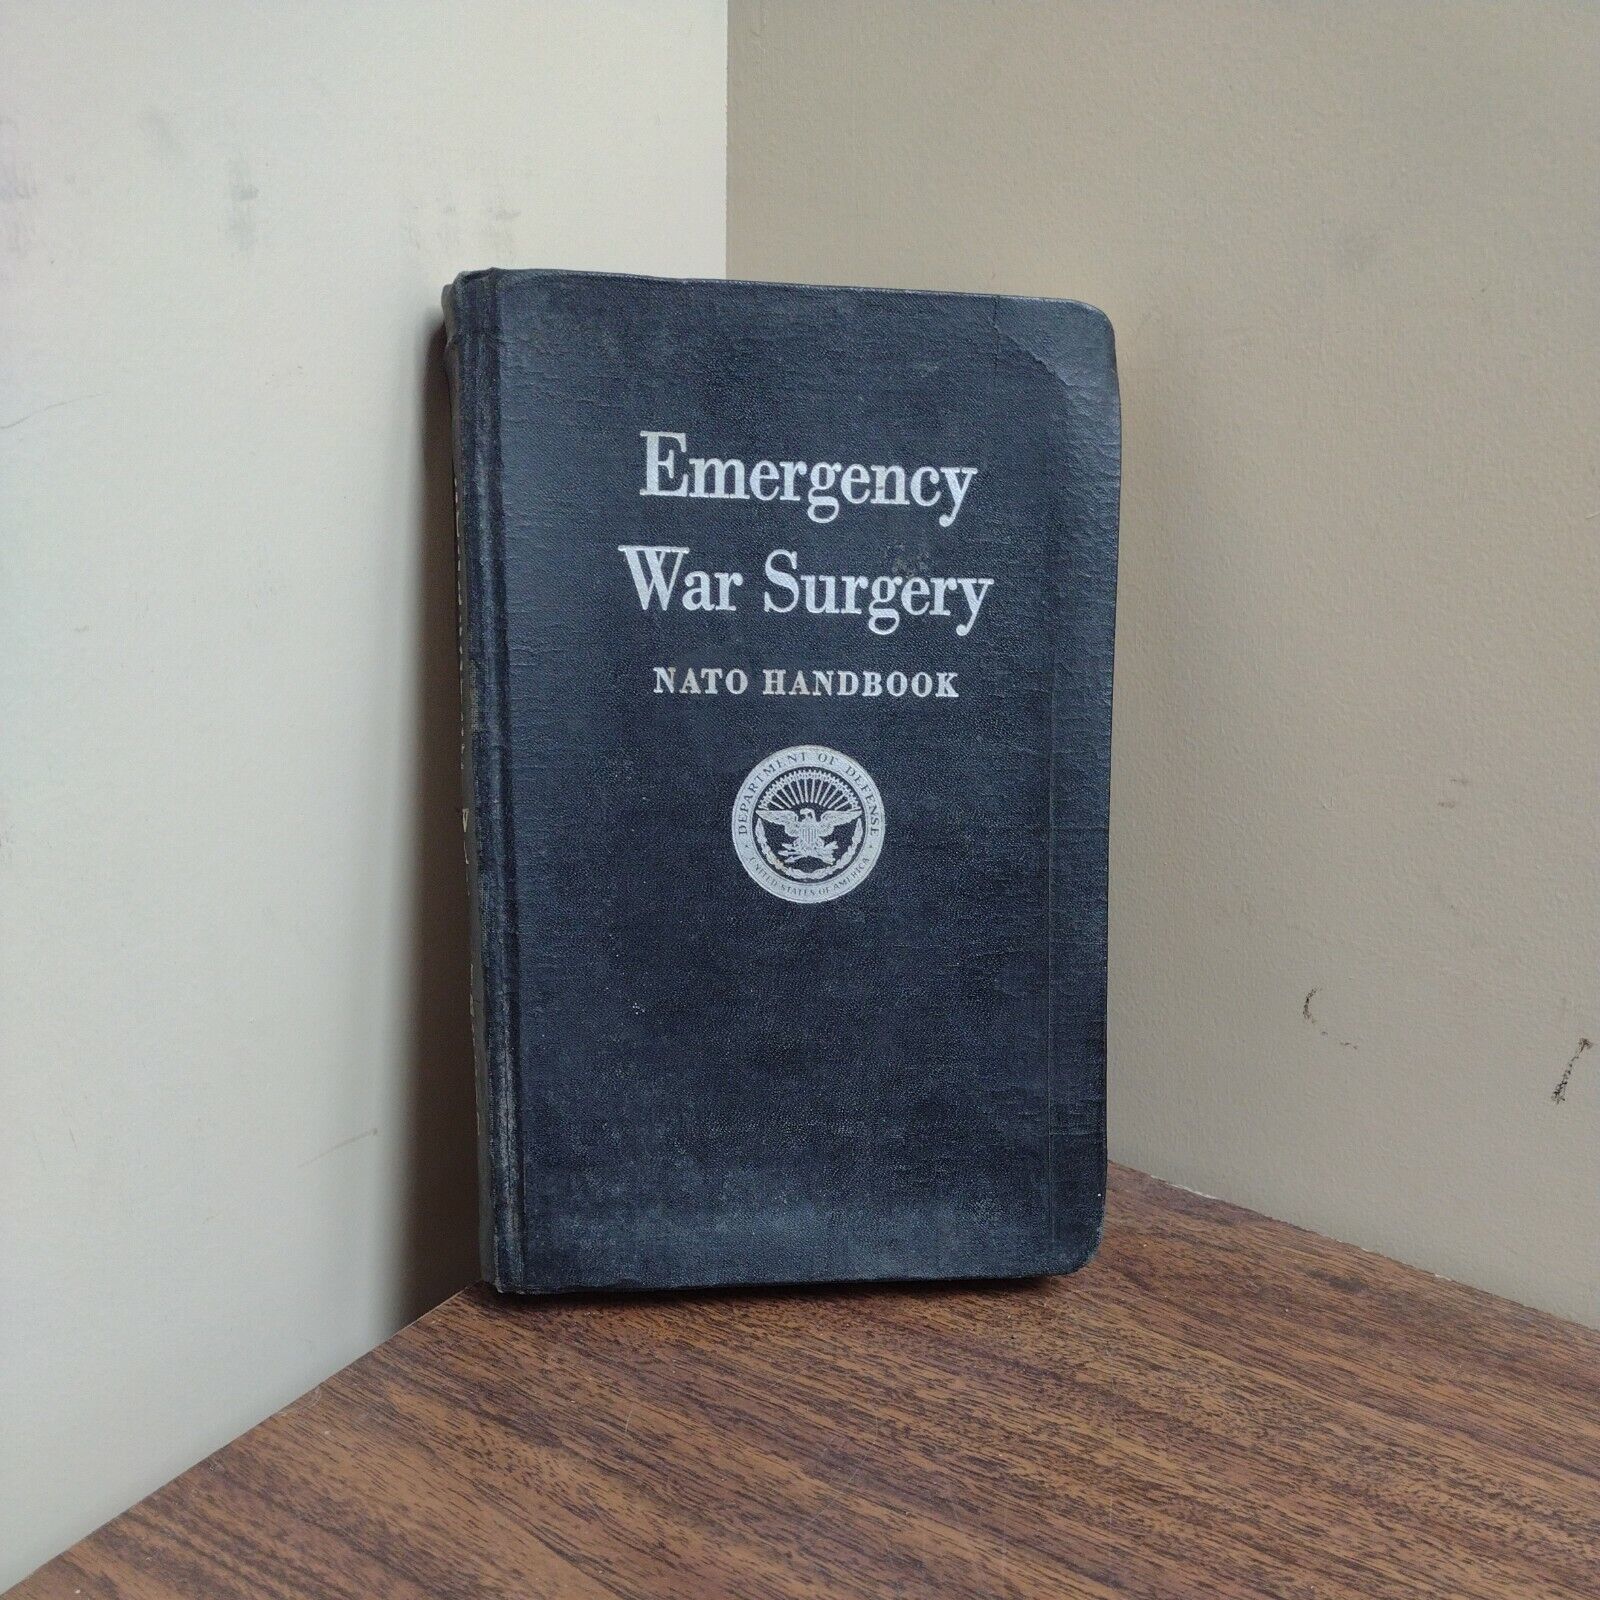 Emergency
War Surgery
NATO HANDBOOK
DEPARTMENT OF DEFENSE
UNITED STATES OF AMERICA